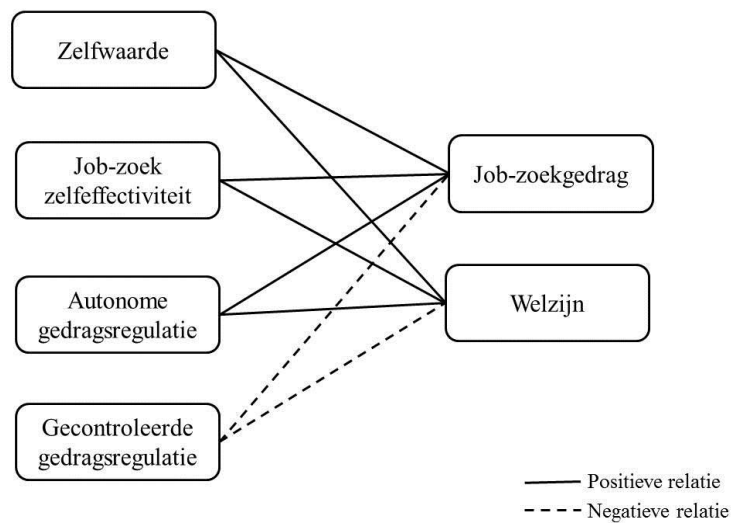 Zelfwaarde
Job-zoek
zelfeffectiviteit
Autonome
gedragsregulatie
Gecontroleerde
gedragsregulatie
Job-zoekgedrag
Welzijn
Positieve relatie
Negatieve relatie